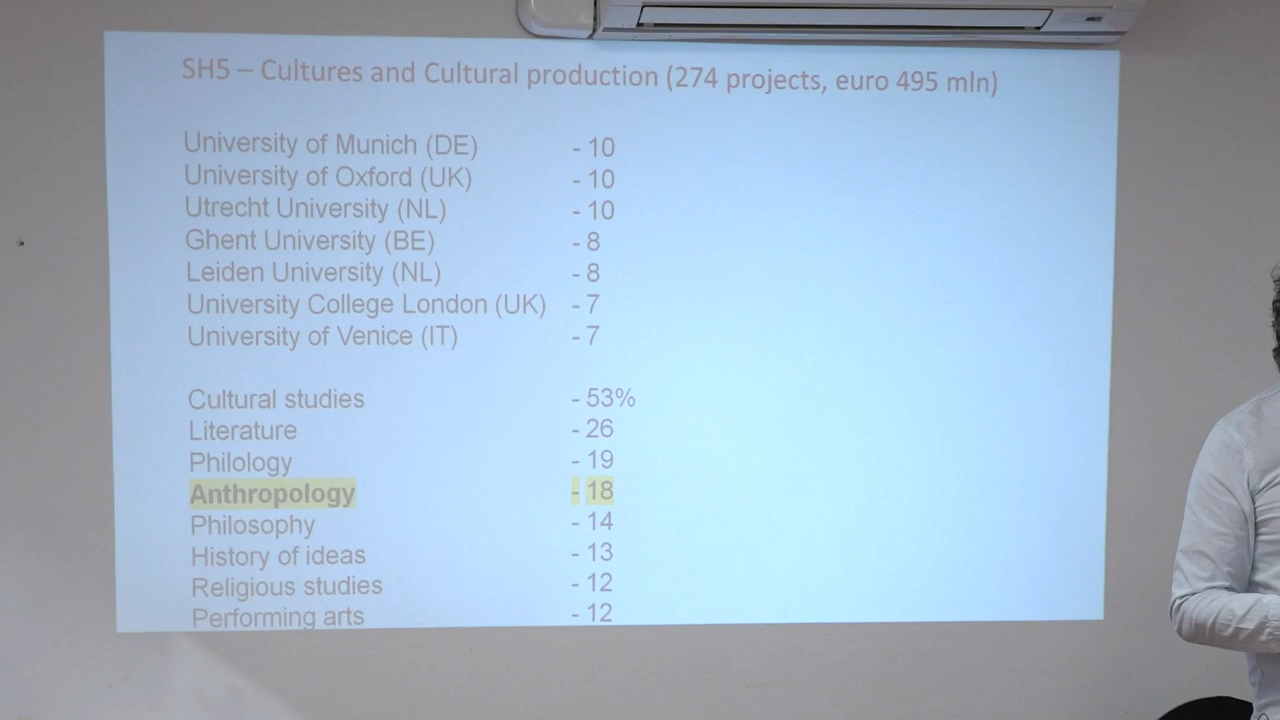 SH5 – Cultures and Cultural production (274 projects, euro 495 mln)
University of Munich (DE) - 10
University of Oxford (UK) - 10
Utrecht University (NL) - 10
Ghent University (BE) - 8
Leiden University (NL) - 8
University College London (UK) - 7
University of Venice (IT) - 7
Cultural studies - 53%
Literature - 26
Philology - 19
Anthropology - 18
Philosophy - 14
History of ideas - 13
Religious studies - 12
Performing arts - 12